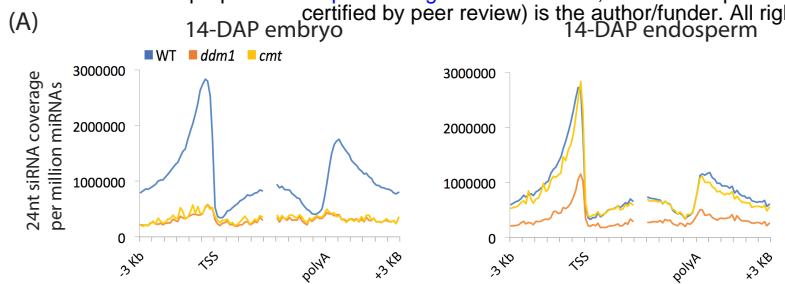 certified by peer review) is the author/funder. All righ
(A)
14-DAP embryo
14-DAP endosperm
WT ddm1 cmt
24nt siRNA coverage
per million miRNAs
3000000
2000000
1000000
0
-3 Kb
TSS
polyA
+3 KB
3000000
2000000
1000000
0
-3 Kb
TSS
polyA
+3 KB